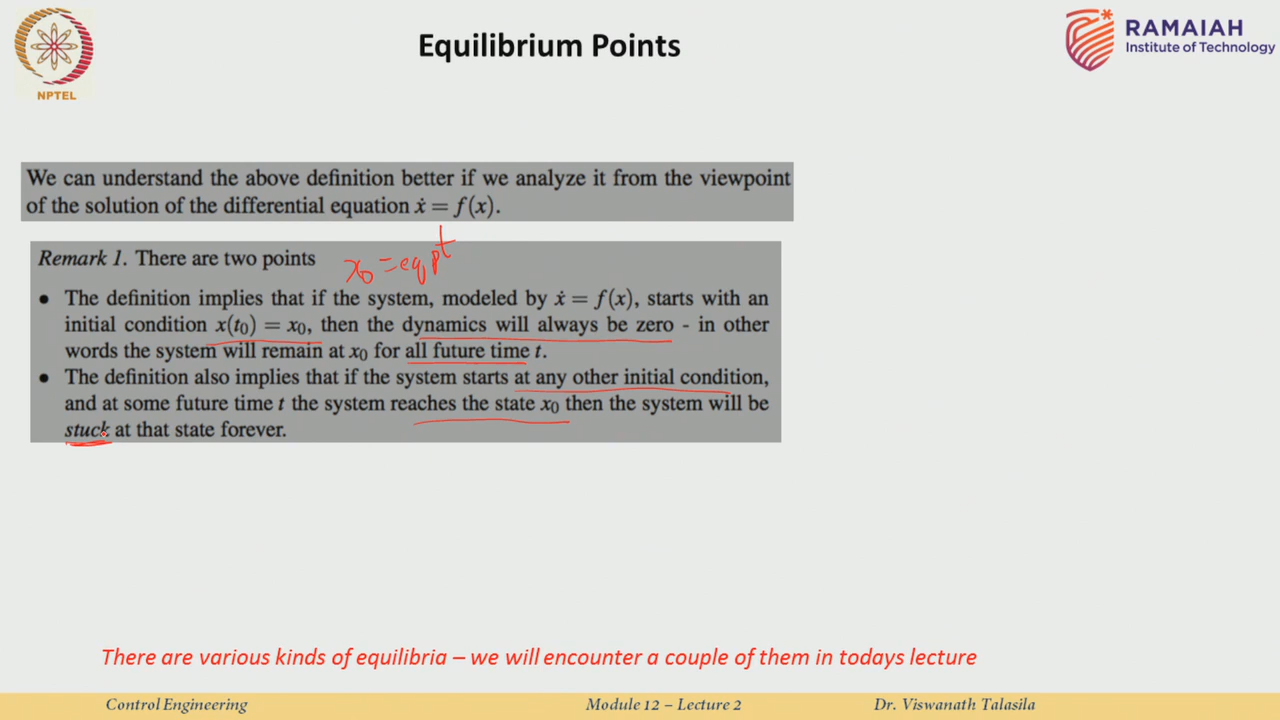 Equilibrium Points
NPTEL
RAMAIAH
Institute of Technology
We can understand the above definition better if we analyze it from the viewpoint
of the solution of the differential equation ẋ = f(x).
Remark 1. There are two points
x₀ = eq pt
• The definition implies that if the system, modeled by ẋ = f(x), starts with an
initial condition x(t₀) = x₀, then the dynamics will always be zero - in other
words the system will remain at x₀ for all future time t.
• The definition also implies that if the system starts at any other initial condition,
and at some future time t the system reaches the state x₀ then the system will be
stuck at that state forever.
There are various kinds of equilibria – we will encounter a couple of them in todays lecture
Control Engineering
Module 12 – Lecture 2
Dr. Viswanath Talasila